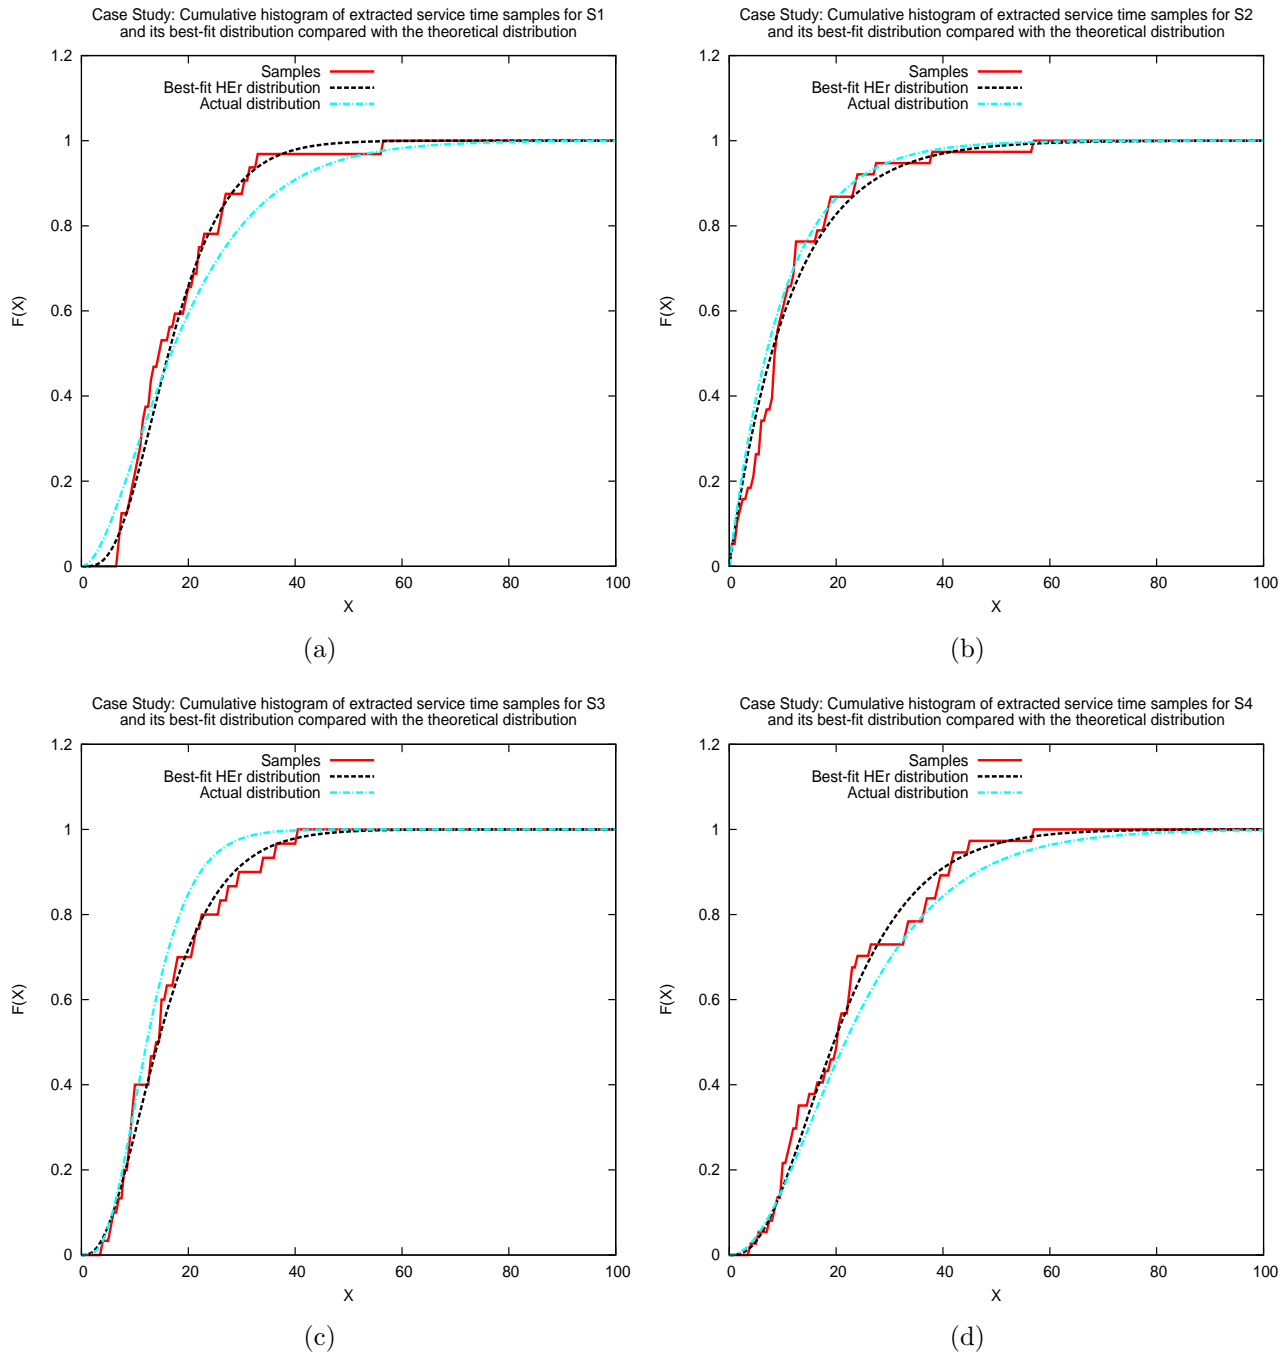 Case Study: Cumulative histogram of extracted service time samples for S1
and its best-fit distribution compared with the theoretical distribution
1.2
1
0.8
0.6
0.4
0.2
0
F(X)
Samples
Best-fit HEr distribution
Actual distribution
0 20 40 60 80 100
X
(a)
Case Study: Cumulative histogram of extracted service time samples for S2
and its best-fit distribution compared with the theoretical distribution
1.2
1
0.8
0.6
0.4
0.2
0
F(X)
Samples
Best-fit HEr distribution
Actual distribution
0 20 40 60 80 100
X
(b)
Case Study: Cumulative histogram of extracted service time samples for S3
and its best-fit distribution compared with the theoretical distribution
1.2
1
0.8
0.6
0.4
0.2
0
F(X)
Samples
Best-fit HEr distribution
Actual distribution
0 20 40 60 80 100
X
(c)
Case Study: Cumulative histogram of extracted service time samples for S4
and its best-fit distribution compared with the theoretical distribution
1.2
1
0.8
0.6
0.4
0.2
0
F(X)
Samples
Best-fit HEr distribution
Actual distribution
0 20 40 60 80 100
X
(d)